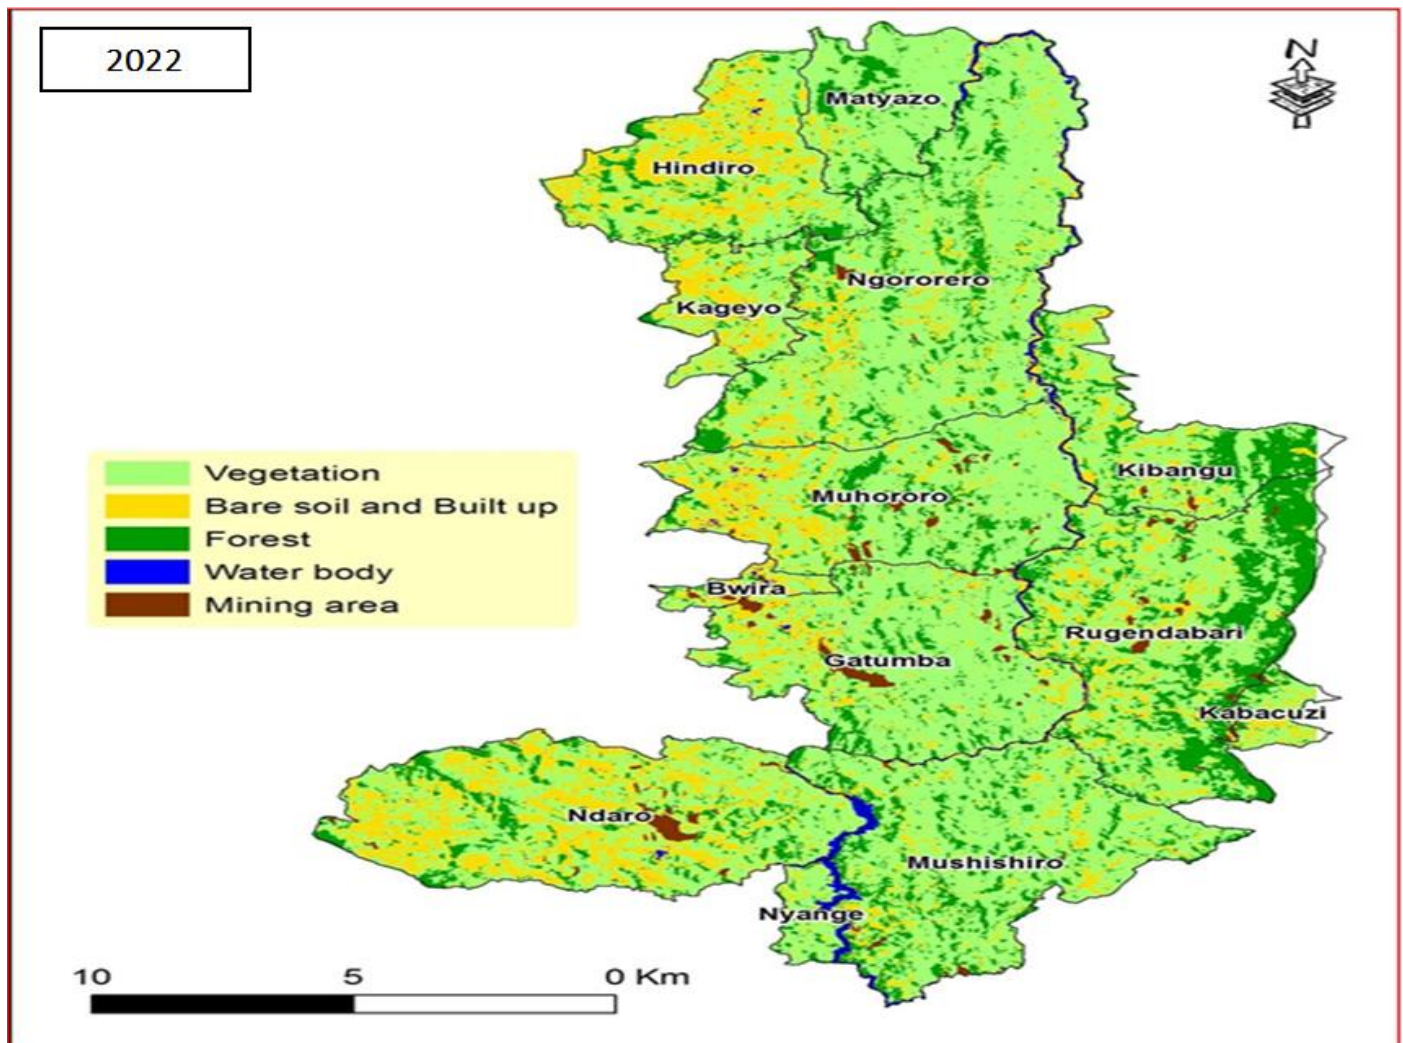 2022
N
Matyazo
Hindiro
Ngororero
Kageyo
Kibangu
Muhororo
Vegetation
Bare soil and Built up
Forest
Water body
Mining area
Bwira
Rugendabari
Gatumba
Kabacuzi
Ndaro
Mushishiro
Nyange
10 5 0 Km